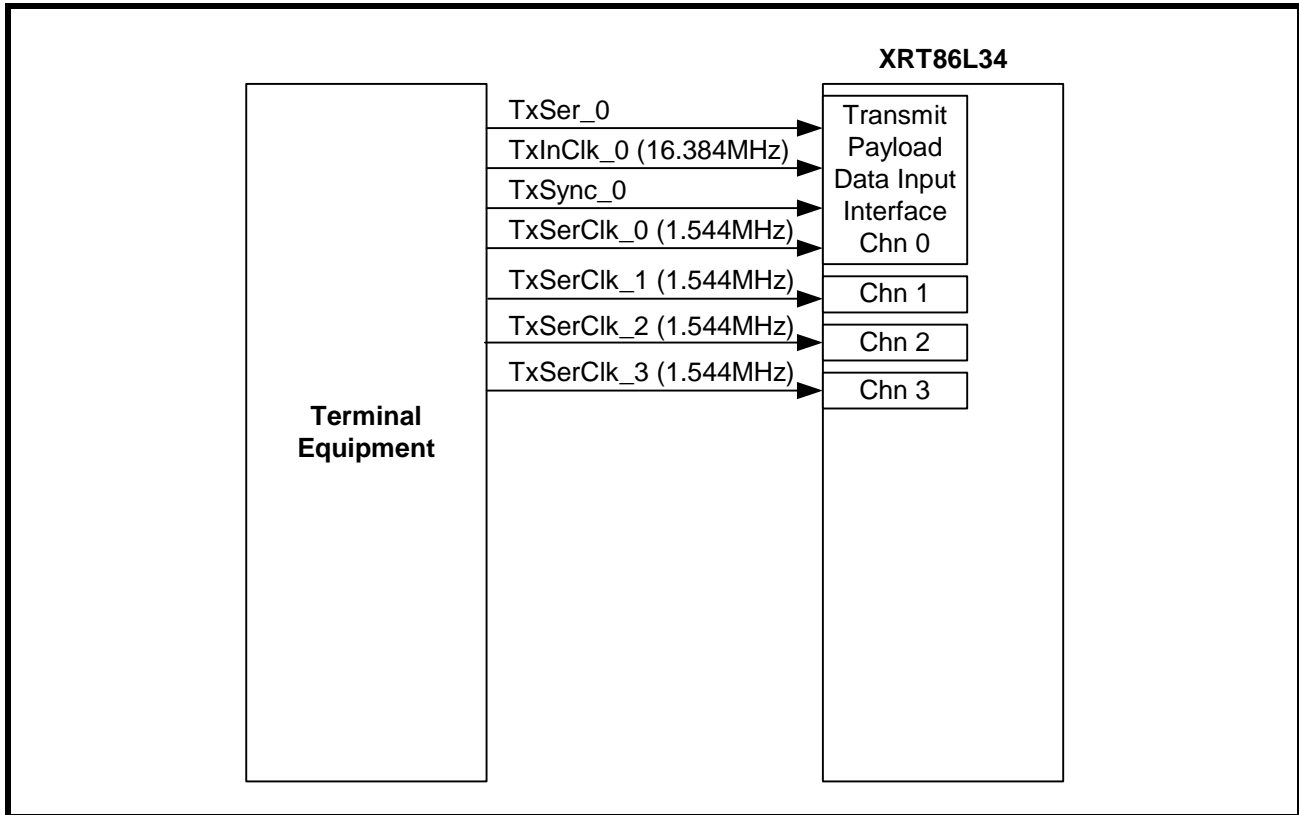 XRT86L34
TxSer_0
TxInClk_0 (16.384MHz)
TxSync_0
TxSerClk_0 (1.544MHz)
TxSerClk_1 (1.544MHz)
TxSerClk_2 (1.544MHz)
TxSerClk_3 (1.544MHz)
Transmit
Payload
Data Input
Interface
Chn 0
Chn 1
Chn 2
Chn 3
Terminal
Equipment